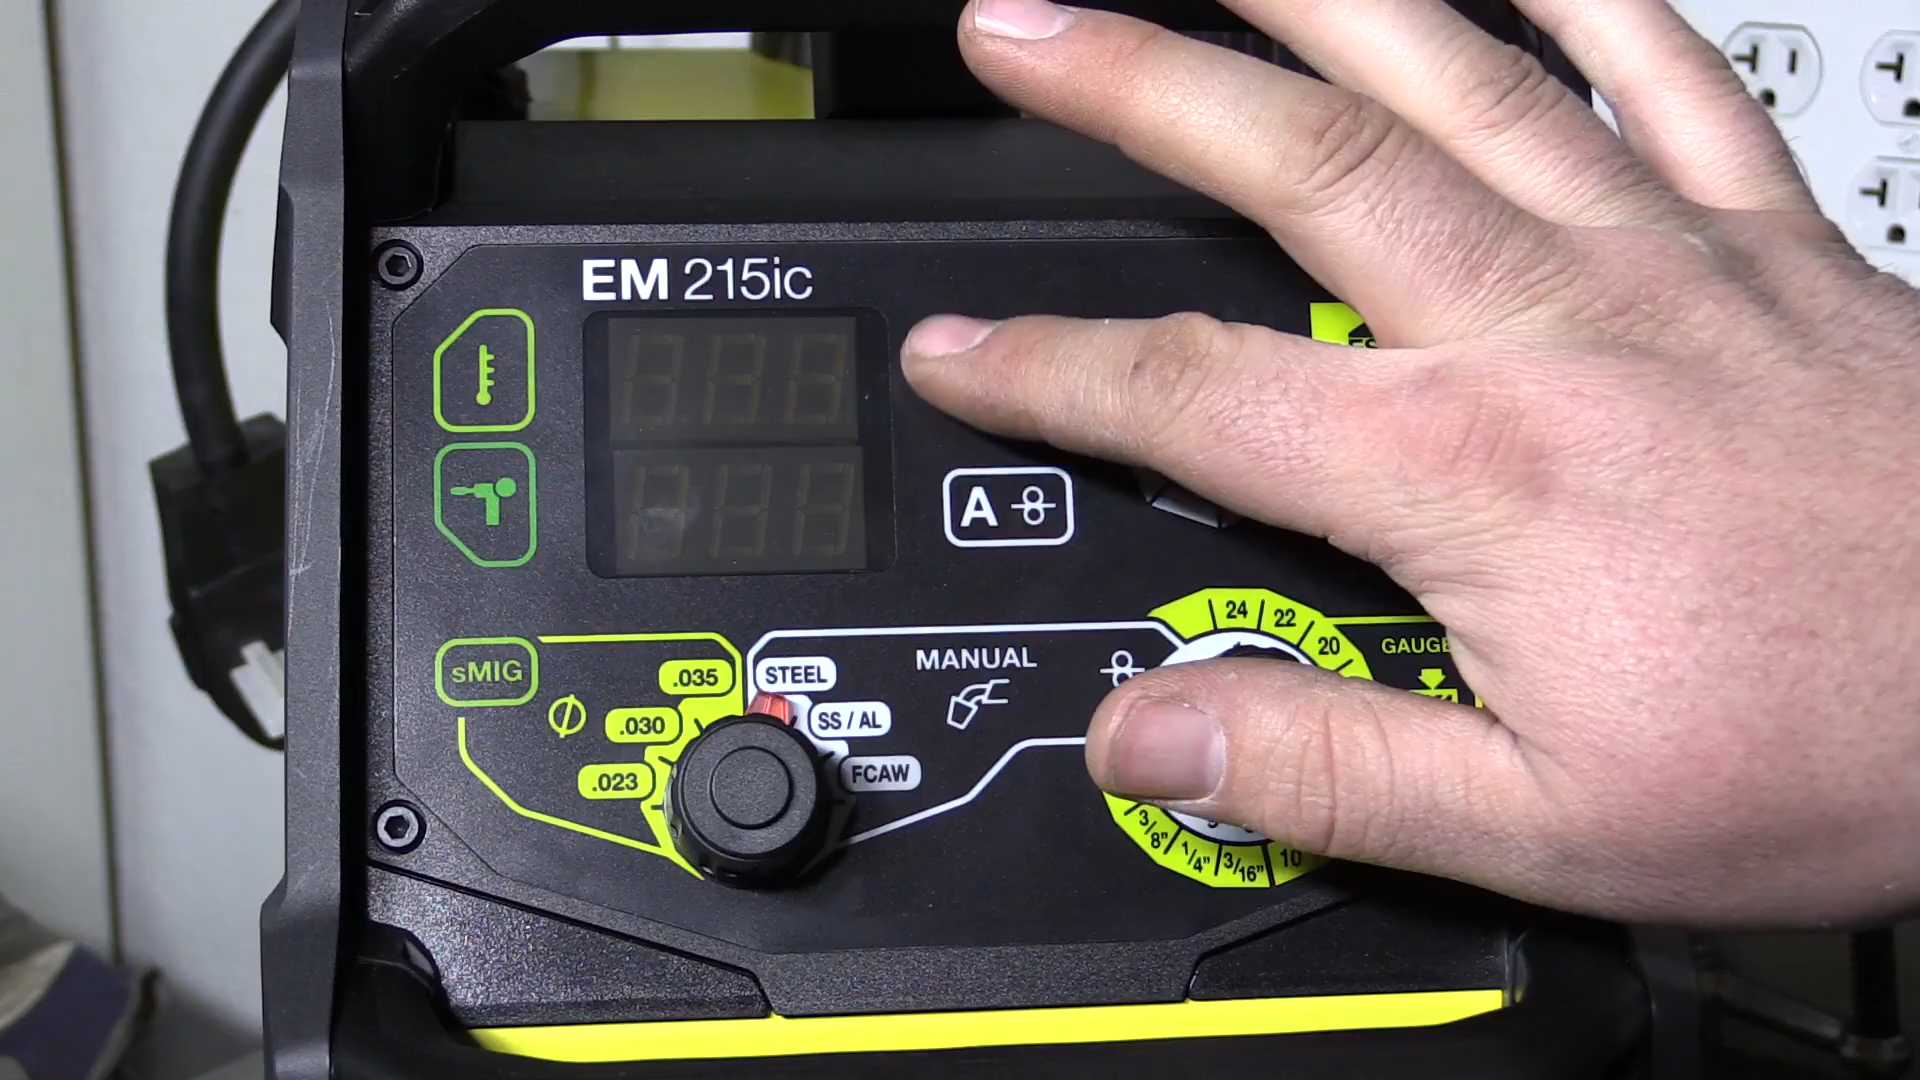 EM 215ic
A
24
22
20
sMIG
.035
STEEL
MANUAL
GAUGE
.030
SS / AL
.023
FCAW
3/8"
1/4"
3/16"
10